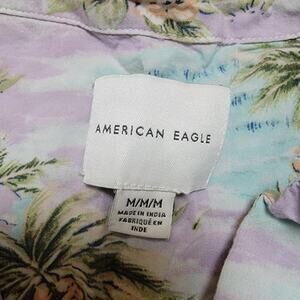 AMERICAN EAGLE
M/M/M
MADE IN INDIA
FABRIQUÉ EN
INDE